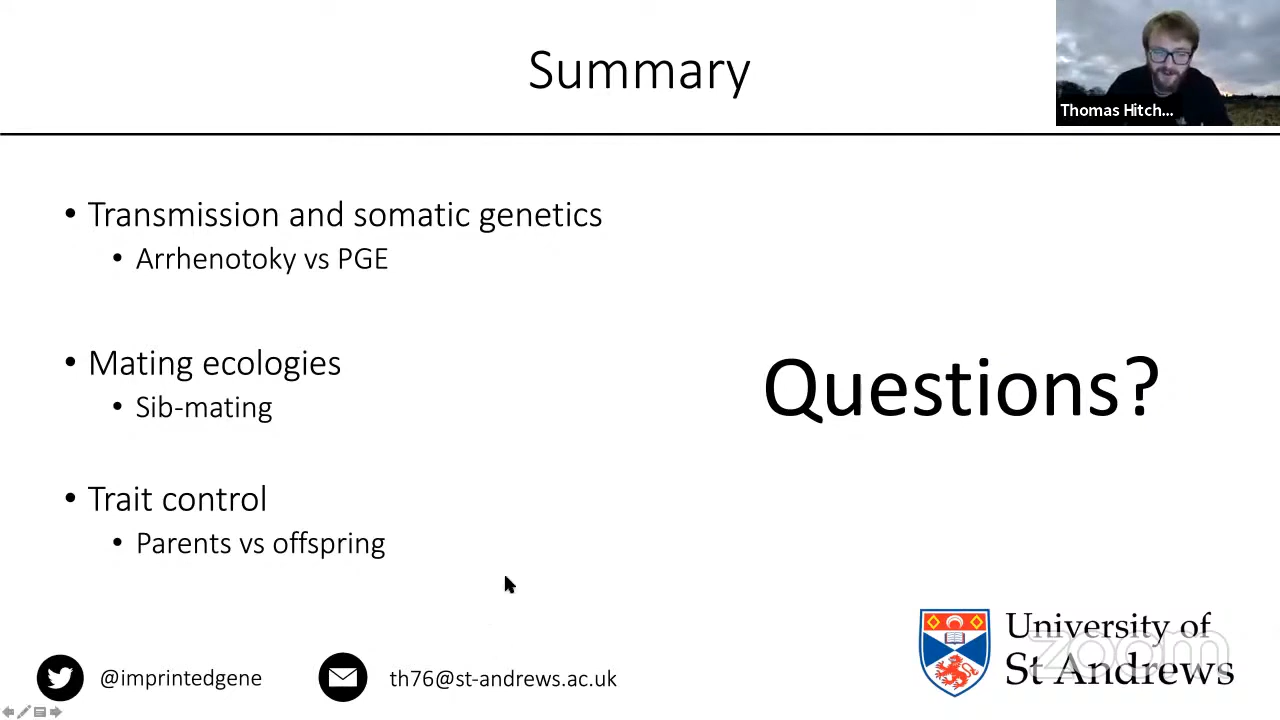 Summary
Thomas Hitch...
• Transmission and somatic genetics
• Arrhenotoky vs PGE
• Mating ecologies
• Sib-mating
• Trait control
• Parents vs offspring
Questions?
@imprintedgene
th76@st-andrews.ac.uk
University of
St Andrews
zoom